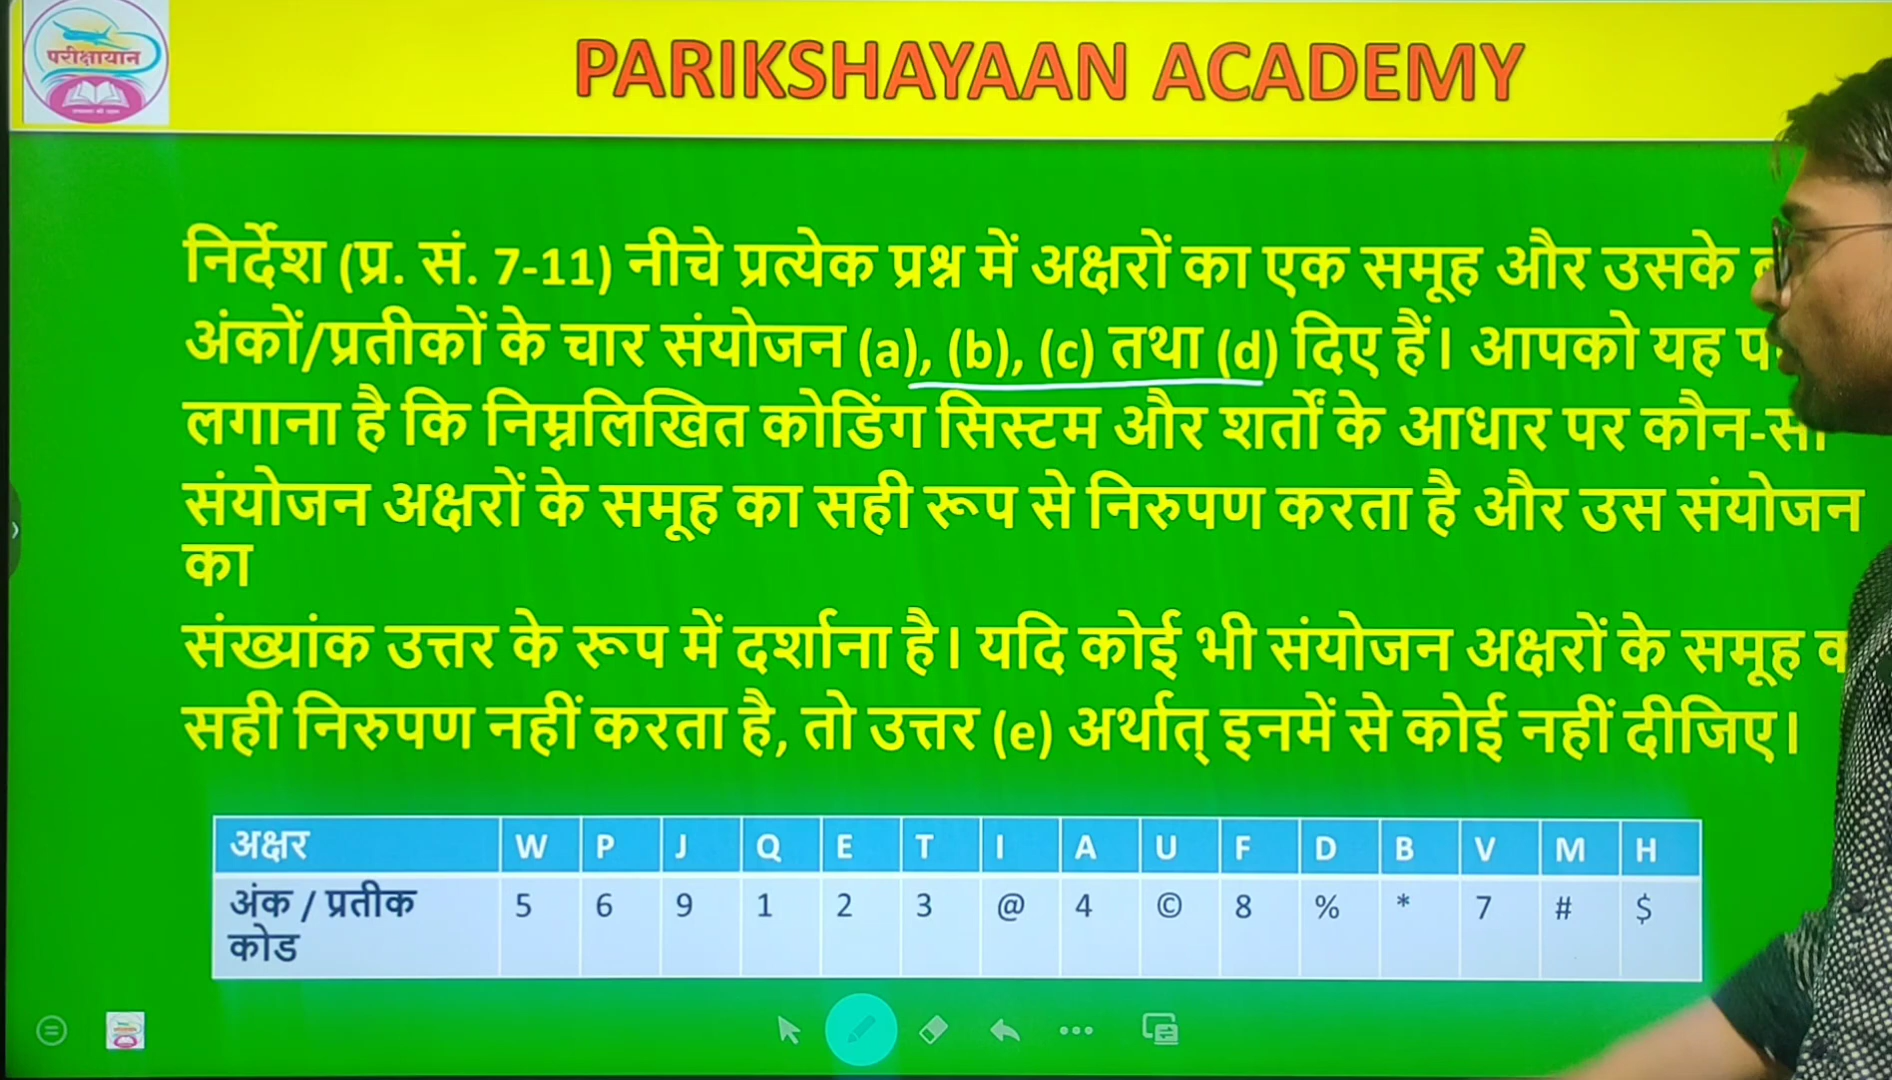 परीक्षायान
PARIKSHAYAAN ACADEMY
निर्देश (प्र. सं. 7-11) नीचे प्रत्येक प्रश्न में अक्षरों का एक समूह और उसके
अंकों/प्रतीकों के चार संयोजन (a), (b), (c) तथा (d) दिए हैं। आपको यह
लगाना है कि निम्नलिखित कोडिंग सिस्टम और शर्तों के आधार पर कौन-सा
संयोजन अक्षरों के समूह का सही रूप से निरुपण करता है और उस संयोजन
का
संख्यांक उत्तर के रूप में दर्शाना है। यदि कोई भी संयोजन अक्षरों के समूह
सही निरुपण नहीं करता है, तो उत्तर (e) अर्थात् इनमें से कोई नहीं दीजिए।
अक्षर W P J Q E T I A U F D B V M H
अंक / प्रतीक 5 6 9 1 2 3 @ 4 © 8 % * 7 # $
कोड